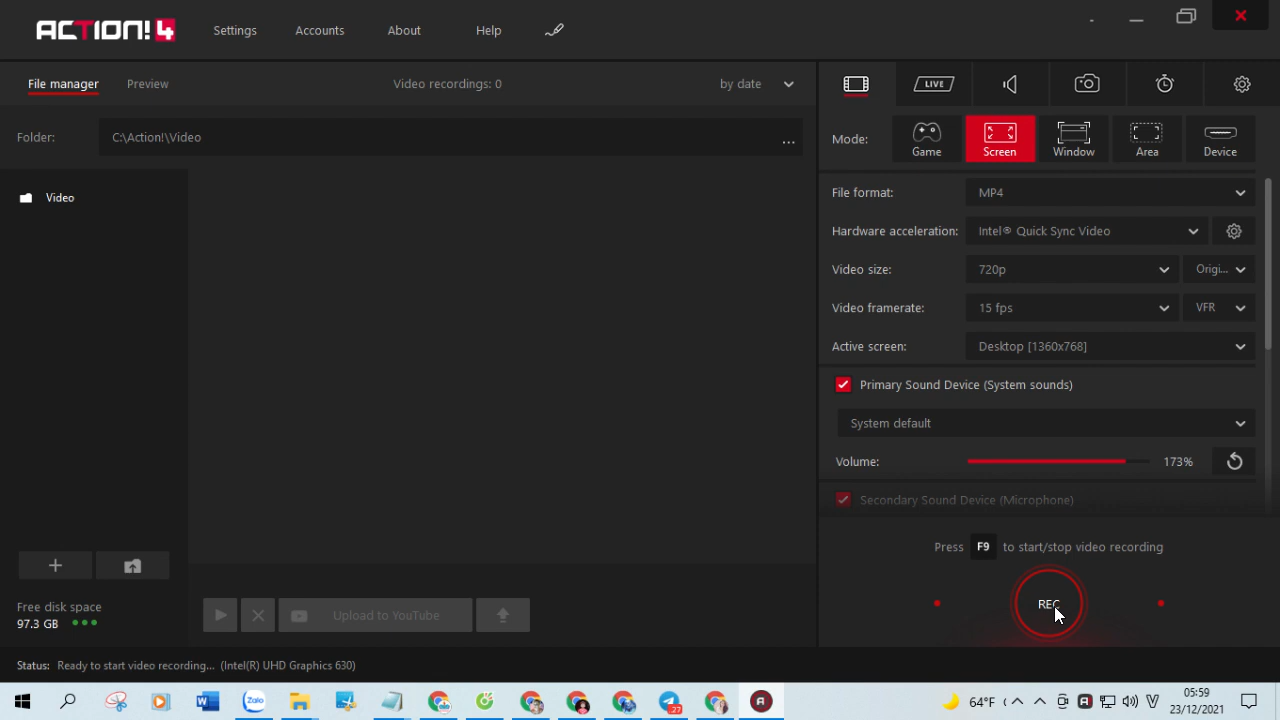 ACTION! 4
Settings
Accounts
About
Help
File manager
Preview
Video recordings: 0
by date
LIVE
Folder:
C:\Action!\Video
...
Mode:
Game
Screen
Window
Area
Device
Video
File format:
MP4
Hardware acceleration:
Intel® Quick Sync Video
Video size:
720p
Origi...
Video framerate:
15 fps
VFR
Active screen:
Desktop [1360x768]
Primary Sound Device (System sounds)
System default
Volume:
173%
Secondary Sound Device (Microphone)
Press F9 to start/stop video recording
REC
Free disk space
97.3 GB
Upload to YouTube
Status: Ready to start video recording... (Intel(R) UHD Graphics 630)
Zalo
27
64°F
05:59
23/12/2021